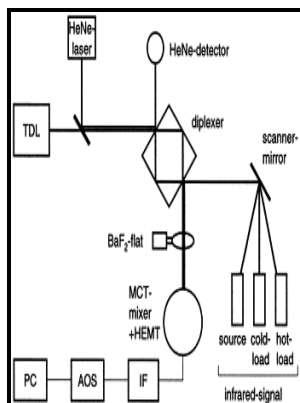 HeNe-
laser
HeNe-detector
TDL
diplexer
scanner-
mirror
BaF₂-flat
MCT-
mixer
+HEMT
source
cold-
load
hot-
load
PC
AOS
IF
infrared-signal